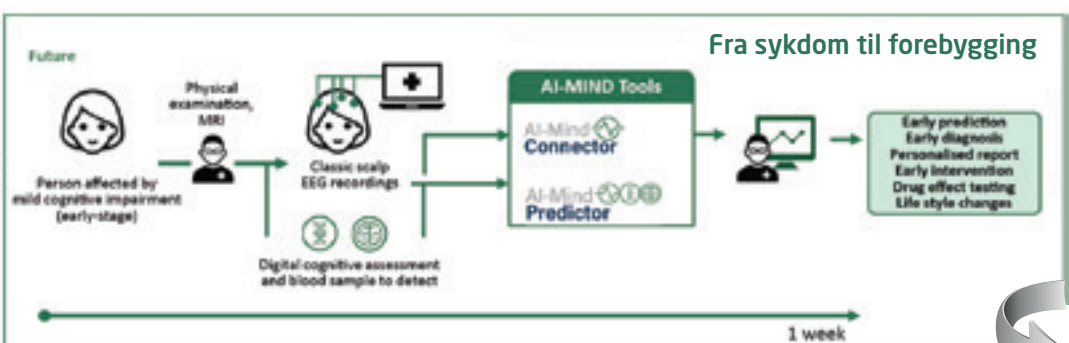 Fra sykdom til forebygging
Future
Physical
examination,
MRI
Person affected by
mild cognitive impairment
(early-stage)
Classic scalp
EEG recordings
Digital cognitive assessment
and blood sample to detect
AI-MIND Tools
AI-Mind
Connector
AI-Mind
Predictor
Early prediction
Early diagnosis
Personalised report
Early intervention
Drug effect testing
Life style changes
1 week